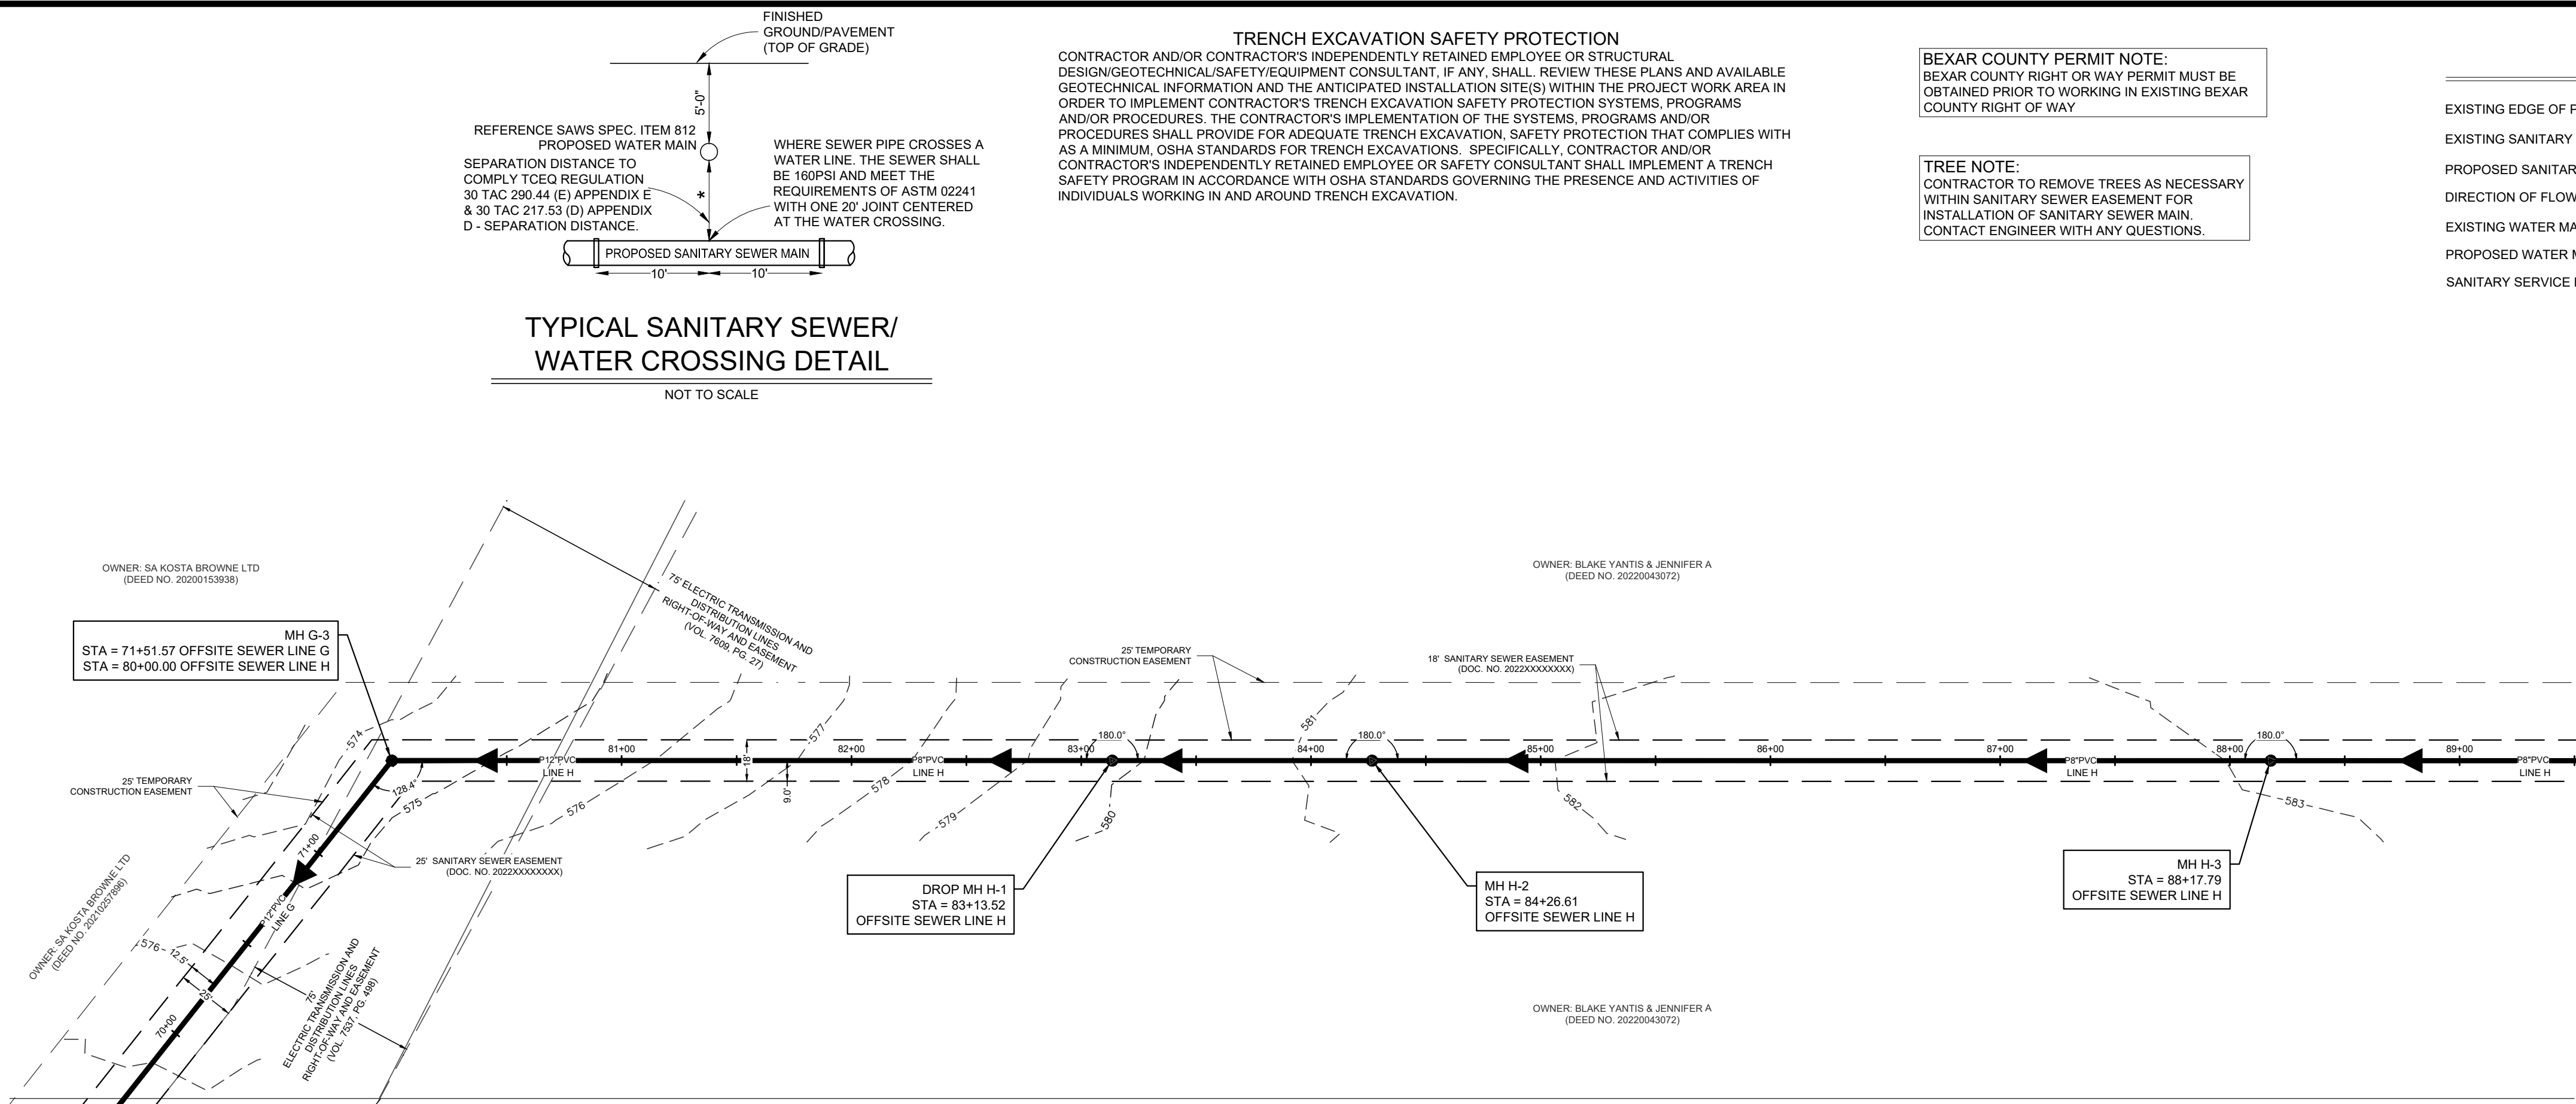 FINISHED
GROUND/PAVEMENT
(TOP OF GRADE)
5'-0"
REFERENCE SAWS SPEC. ITEM 812
PROPOSED WATER MAIN
SEPARATION DISTANCE TO
COMPLY TCEQ REGULATION
30 TAC 290.44 (E) APPENDIX E
& 30 TAC 217.53 (D) APPENDIX
D - SEPARATION DISTANCE.
*
WHERE SEWER PIPE CROSSES A
WATER LINE. THE SEWER SHALL
BE 160PSI AND MEET THE
REQUIREMENTS OF ASTM 02241
WITH ONE 20' JOINT CENTERED
AT THE WATER CROSSING.
PROPOSED SANITARY SEWER MAIN
10'
10'
TYPICAL SANITARY SEWER/
WATER CROSSING DETAIL
NOT TO SCALE
TRENCH EXCAVATION SAFETY PROTECTION
CONTRACTOR AND/OR CONTRACTOR'S INDEPENDENTLY RETAINED EMPLOYEE OR STRUCTURAL
DESIGN/GEOTECHNICAL/SAFETY/EQUIPMENT CONSULTANT, IF ANY, SHALL. REVIEW THESE PLANS AND AVAILABLE
GEOTECHNICAL INFORMATION AND THE ANTICIPATED INSTALLATION SITE(S) WITHIN THE PROJECT WORK AREA IN
ORDER TO IMPLEMENT CONTRACTOR'S TRENCH EXCAVATION SAFETY PROTECTION SYSTEMS, PROGRAMS
AND/OR PROCEDURES. THE CONTRACTOR'S IMPLEMENTATION OF THE SYSTEMS, PROGRAMS AND/OR
PROCEDURES SHALL PROVIDE FOR ADEQUATE TRENCH EXCAVATION, SAFETY PROTECTION THAT COMPLIES WITH
AS A MINIMUM, OSHA STANDARDS FOR TRENCH EXCAVATIONS. SPECIFICALLY, CONTRACTOR AND/OR
CONTRACTOR'S INDEPENDENTLY RETAINED EMPLOYEE OR SAFETY CONSULTANT SHALL IMPLEMENT A TRENCH
SAFETY PROGRAM IN ACCORDANCE WITH OSHA STANDARDS GOVERNING THE PRESENCE AND ACTIVITIES OF
INDIVIDUALS WORKING IN AND AROUND TRENCH EXCAVATION.
BEXAR COUNTY PERMIT NOTE:
BEXAR COUNTY RIGHT OR WAY PERMIT MUST BE
OBTAINED PRIOR TO WORKING IN EXISTING BEXAR
COUNTY RIGHT OF WAY
TREE NOTE:
CONTRACTOR TO REMOVE TREES AS NECESSARY
WITHIN SANITARY SEWER EASEMENT FOR
INSTALLATION OF SANITARY SEWER MAIN.
CONTACT ENGINEER WITH ANY QUESTIONS.
EXISTING EDGE OF
EXISTING SANITARY
PROPOSED SANITAR
DIRECTION OF FLOW
EXISTING WATER MA
PROPOSED WATER
SANITARY SERVICE
OWNER: SA KOSTA BROWNE LTD
(DEED NO. 20200153938)
MH G-3
STA = 71+51.57 OFFSITE SEWER LINE G
STA = 80+00.00 OFFSITE SEWER LINE H
75' ELECTRIC TRANSMISSION AND
DISTRIBUTION LINES
RIGHT-OF-WAY AND EASEMENT
(VOL. 7609, PG. 27)
OWNER: BLAKE YANTIS & JENNIFER A
(DEED NO. 20220043072)
25' TEMPORARY
CONSTRUCTION EASEMENT
18' SANITARY SEWER EASEMENT
(DOC. NO. 2022XXXXXXXX)
574
577
581
81+00
82+00
83+00
180.0°
84+00
180.0°
85+00
86+00
87+00
88+00
180.0°
89+00
P12"PVC
LINE H
18'
P8"PVC
LINE H
P8"PVC
LINE H
P8"PVC
LINE H
25' TEMPORARY
CONSTRUCTION EASEMENT
128.4°
575
576
9.0'
578
579
580
582
583
71+00
25' SANITARY SEWER EASEMENT
(DOC. NO. 2022XXXXXXXX)
OWNER: SA KOSTA BROWNE LTD
(DEED NO. 20210257896)
P12"PVC
LINE G
DROP MH H-1
STA = 83+13.52
OFFSITE SEWER LINE H
MH H-2
STA = 84+26.61
OFFSITE SEWER LINE H
MH H-3
STA = 88+17.79
OFFSITE SEWER LINE H
576
12.5'
25'
70+00
75'
ELECTRIC TRANSMISSION AND
DISTRIBUTION LINES
RIGHT-OF-WAY AND EASEMENT
(VOL. 7537, PG. 498)
OWNER: BLAKE YANTIS & JENNIFER A
(DEED NO. 20220043072)